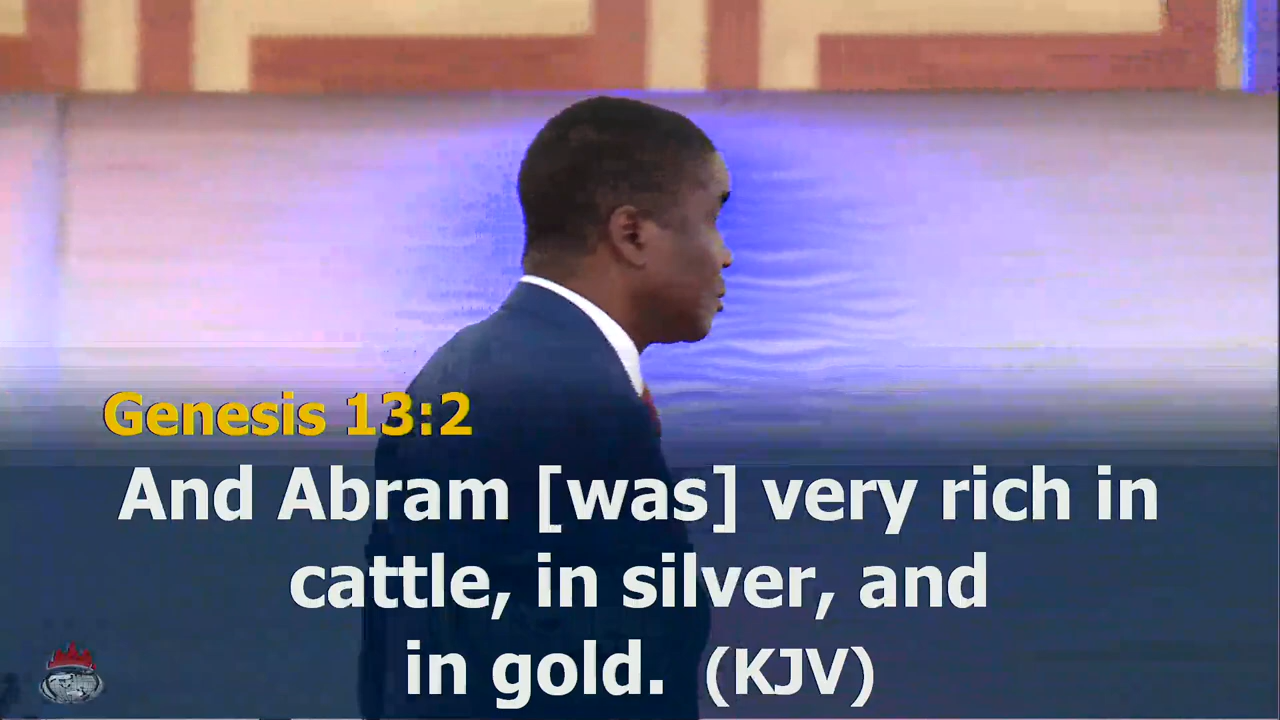 Genesis 13:2
And Abram [was] very rich in
cattle, in silver, and
in gold. (KJV)